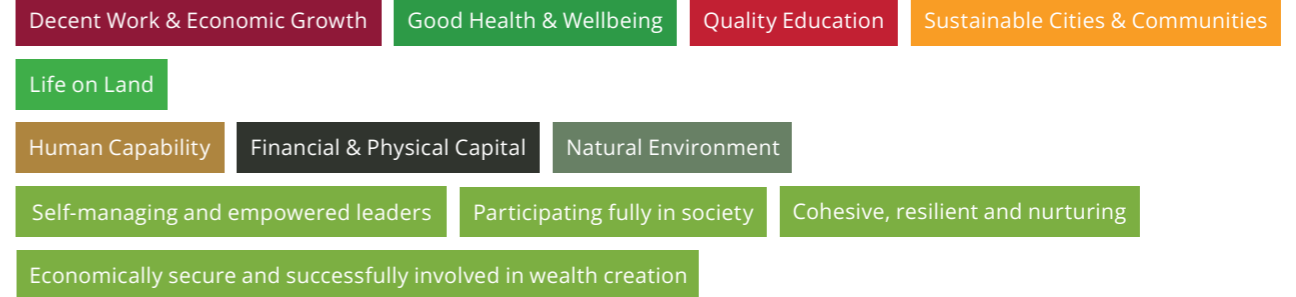 Decent Work & Economic Growth Good Health & Wellbeing Quality Education Sustainable Cities & Communities
Life on Land
Human Capability Financial & Physical Capital Natural Environment
Self-managing and empowered leaders Participating fully in society Cohesive, resilient and nurturing
Economically secure and successfully involved in wealth creation